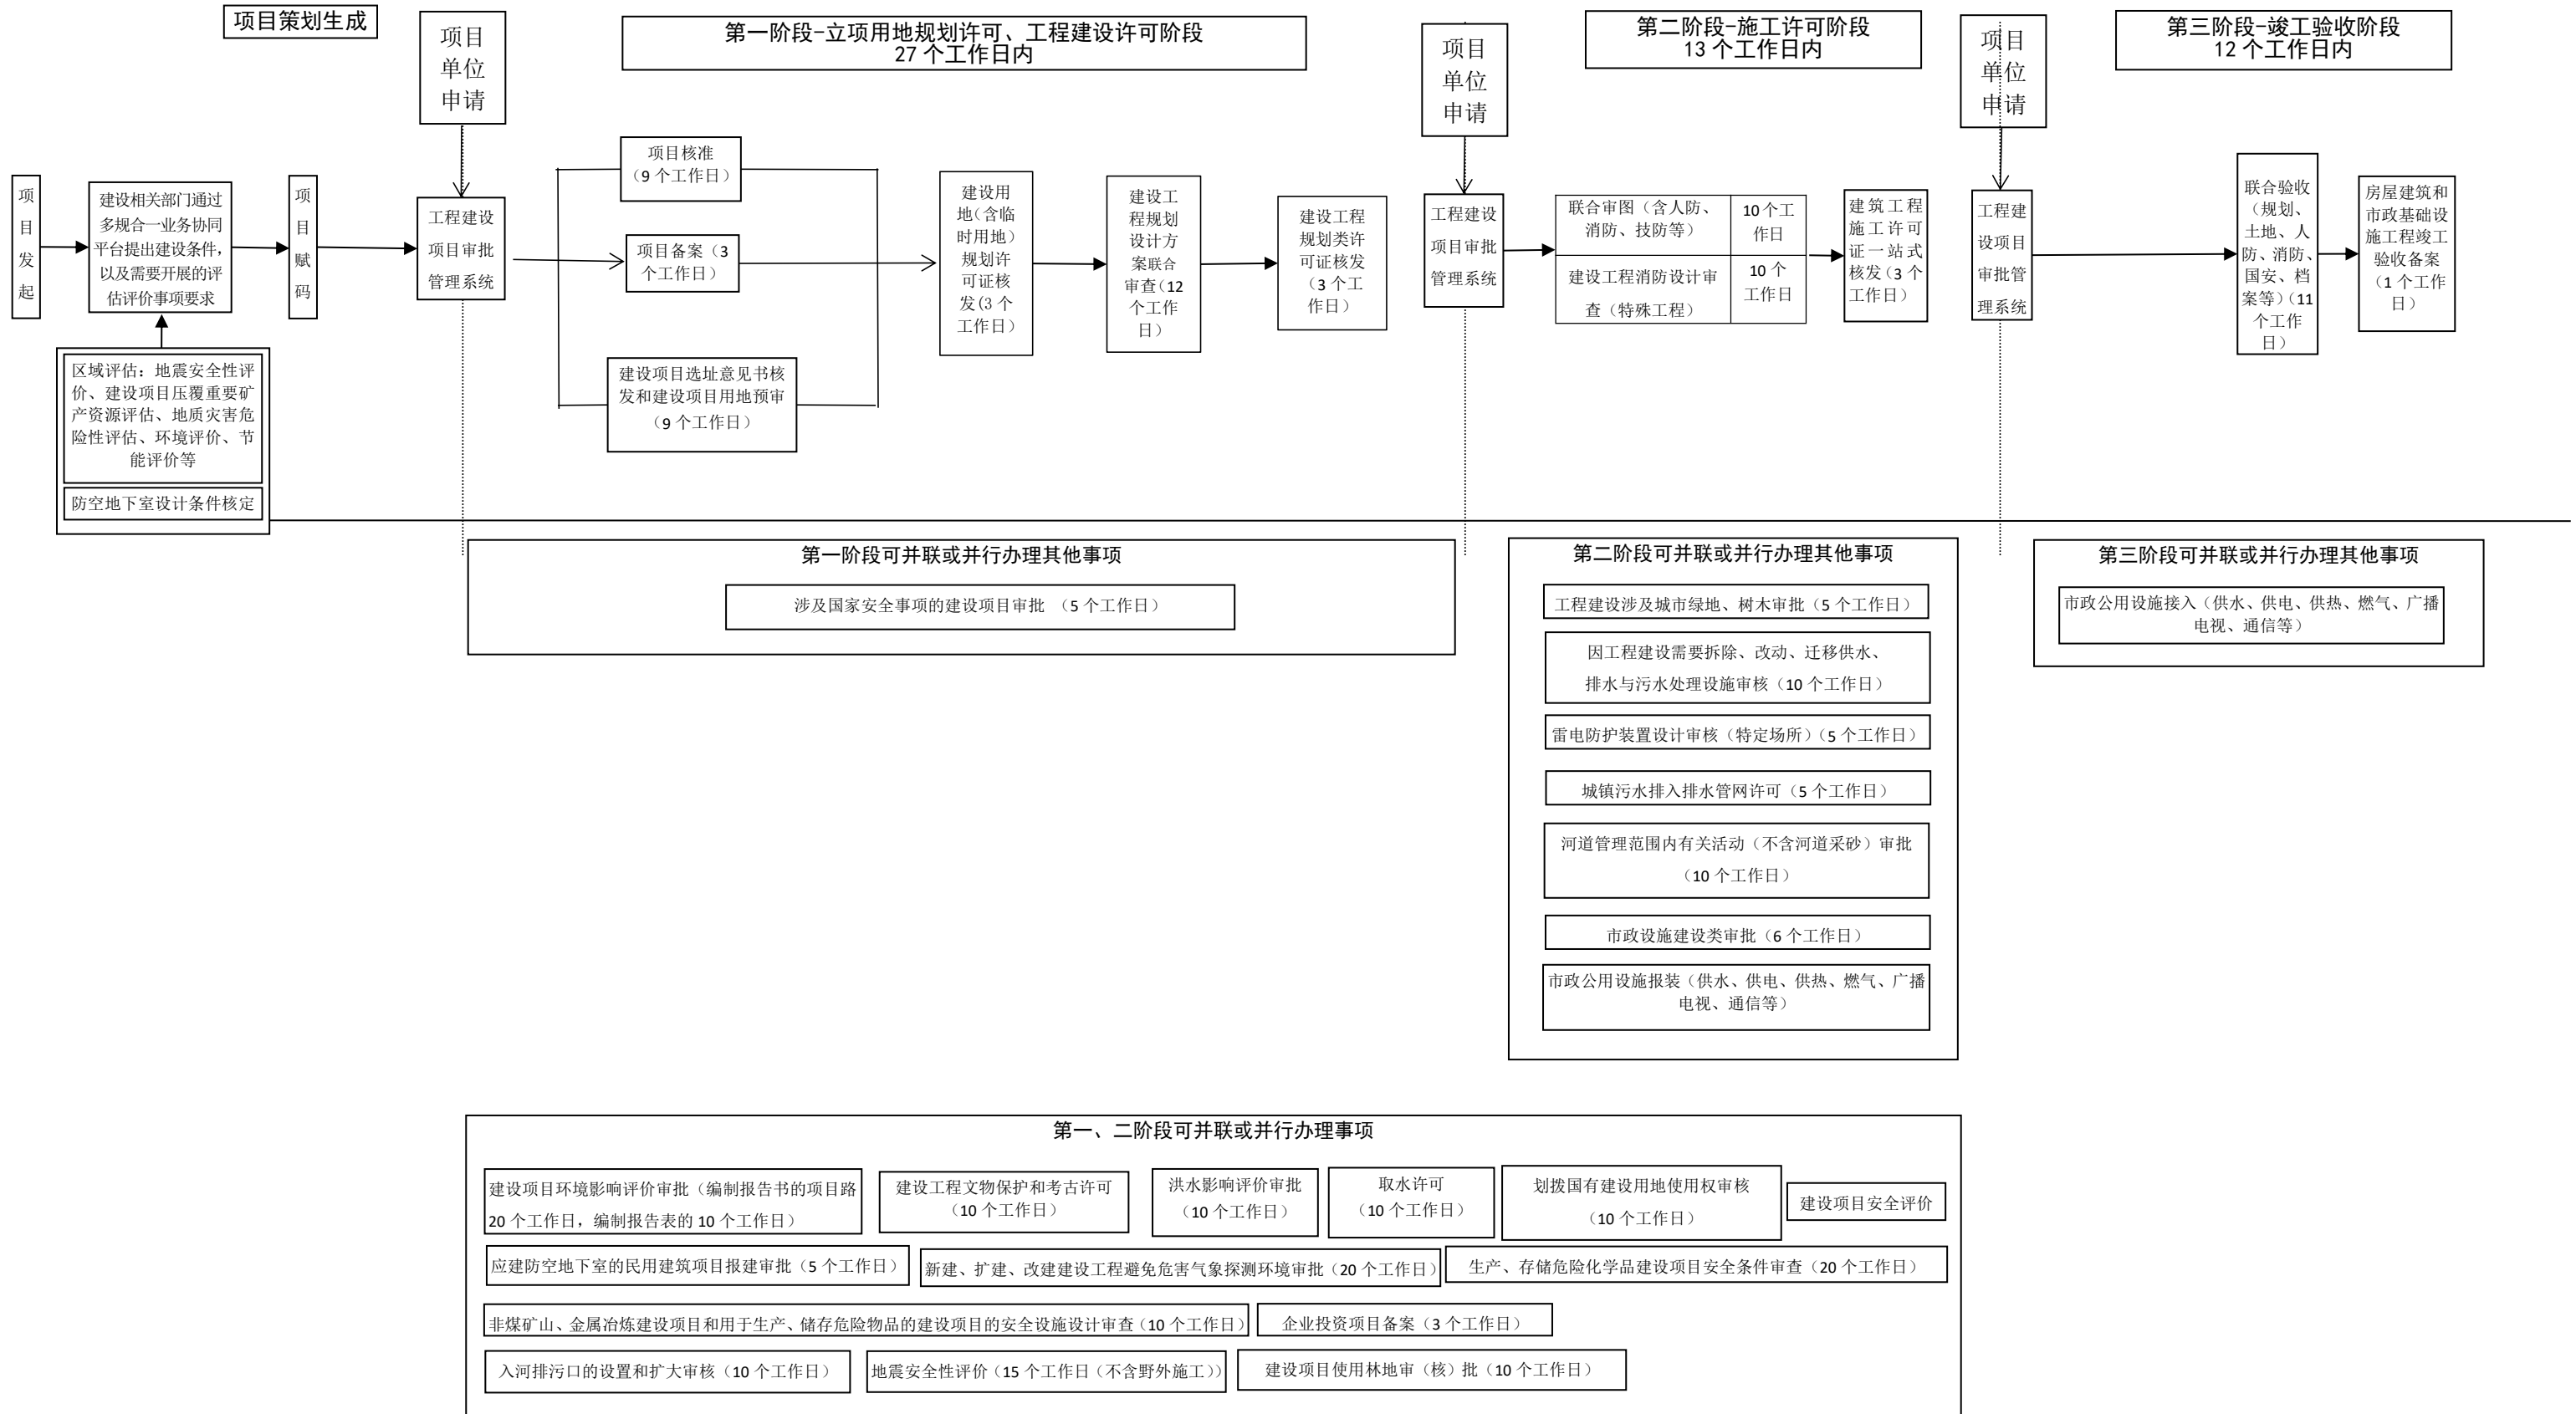 项目策划生成
项目
单位
申请
第一阶段-立项用地规划许可、工程建设许可阶段
27 个工作日内
项目
单位
申请
第二阶段-施工许可阶段
13 个工作日内
项目
单位
申请
第三阶段-竣工验收阶段
12 个工作日内
项
目
发
起
建设相关部门通过
多规合一业务协同
平台提出建设条件,
以及需要开展的评
估评价事项要求
项
目
赋
码
工程建设
项目审批
管理系统
项目核准
（9 个工作日）
项目备案（3
个工作日）
建设项目选址意见书核
发和建设项目用地预审
（9 个工作日）
建设用
地(含临
时用地)
规划许
可证核
发(3 个
工作日)
建设工
程规划
设计方
案联合
审查(12
个工作
日)
建设工程
规划类许
可证核发
（3 个工
作日）
工程建设
项目审批
管理系统
联合审图（含人防、
消防、技防等）
10 个工
作日
建设工程消防设计审
查（特殊工程）
10 个
工作日
建筑工程
施工许可
证一站式
核发(3 个
工作日)
工程建
设项目
审批管
理系统
联合验收
（规划、
土地、人
防、消防、
国安、档
案等）（11
个工作
日）
房屋建筑和
市政基础设
施工程竣工
验收备案
（1 个工作
日）
区域评估：地震安全性评
价、建设项目压覆重要矿
产资源评估、地质灾害危
险性评估、环境评价、节
能评价等
防空地下室设计条件核定
第一阶段可并联或并行办理其他事项
涉及国家安全事项的建设项目审批 （5 个工作日）
第二阶段可并联或并行办理其他事项
工程建设涉及城市绿地、树木审批（5 个工作日）
因工程建设需要拆除、改动、迁移供水、
排水与污水处理设施审核（10 个工作日）
雷电防护装置设计审核（特定场所）（5 个工作日）
城镇污水排入排水管网许可（5 个工作日）
河道管理范围内有关活动（不含河道采砂）审批
（10 个工作日）
市政设施建设类审批（6 个工作日）
市政公用设施报装（供水、供电、供热、燃气、广播
电视、通信等）
第三阶段可并联或并行办理其他事项
市政公用设施接入（供水、供电、供热、燃气、广播
电视、通信等）
第一、二阶段可并联或并行办理事项
建设项目环境影响评价审批（编制报告书的项目路
20 个工作日，编制报告表的 10 个工作日）
建设工程文物保护和考古许可
（10 个工作日）
洪水影响评价审批
（10 个工作日）
取水许可
（10 个工作日）
划拨国有建设用地使用权审核
（10 个工作日）
建设项目安全评价
应建防空地下室的民用建筑项目报建审批（5 个工作日）
新建、扩建、改建建设工程避免危害气象探测环境审批（20 个工作日）
生产、存储危险化学品建设项目安全条件审查（20 个工作日）
非煤矿山、金属冶炼建设项目和用于生产、储存危险物品的建设项目的安全设施设计审查（10 个工作日）
企业投资项目备案（3 个工作日）
入河排污口的设置和扩大审核（10 个工作日）
地震安全性评价（15 个工作日（不含野外施工））
建设项目使用林地审（核）批（10 个工作日）